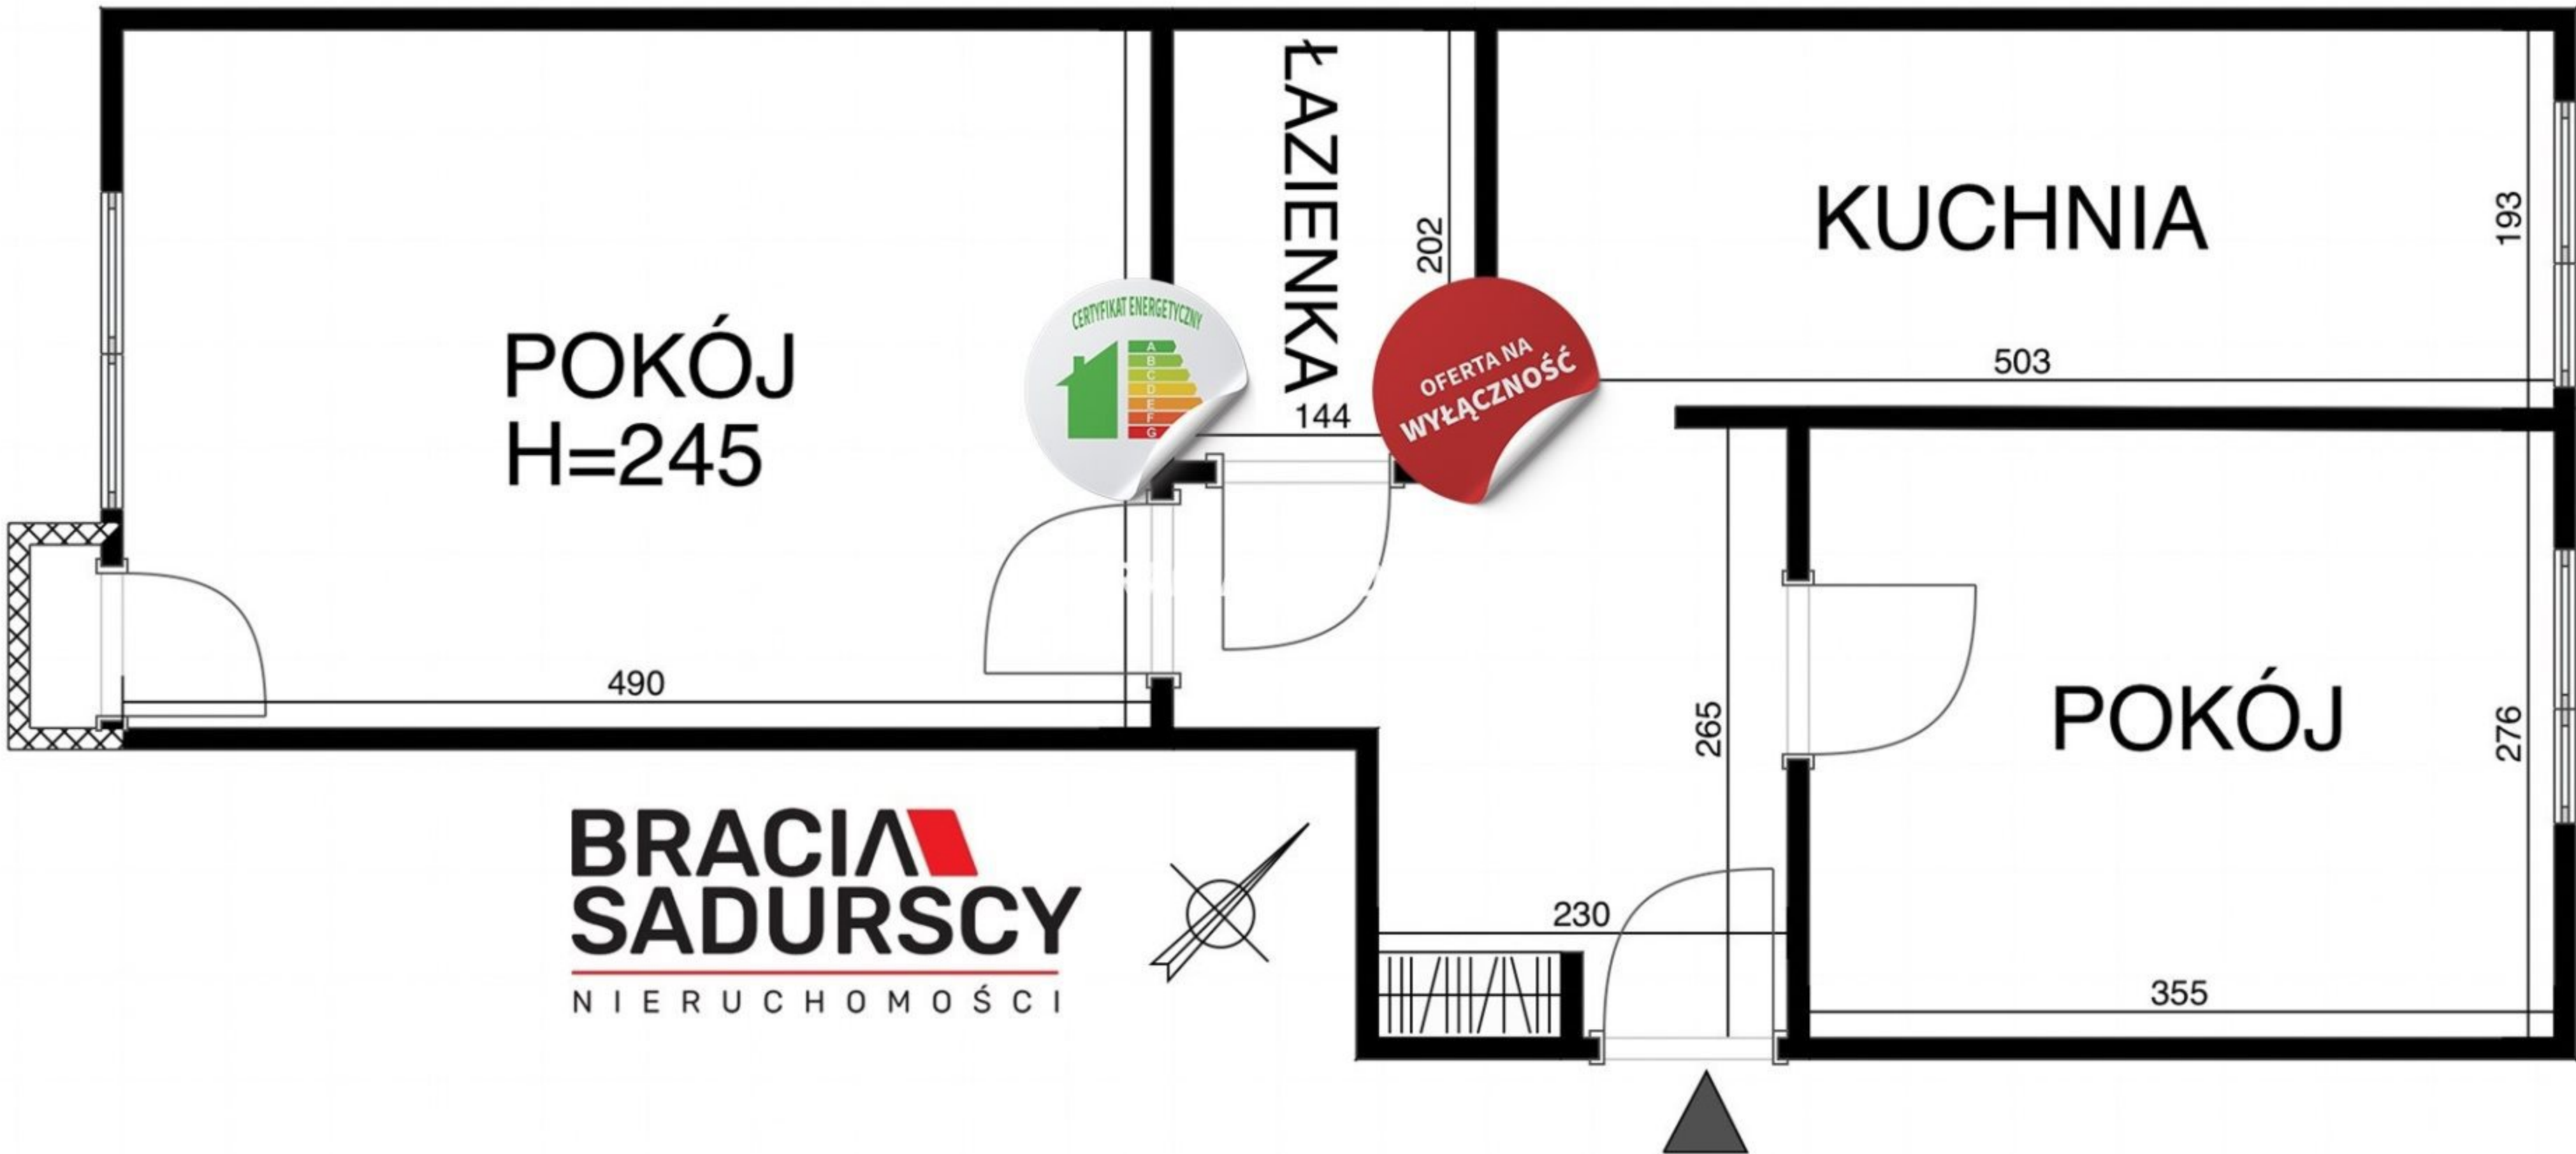 POKÓJ
H=245
490
CERTYFIKAT ENERGETYCZNY
A
B
C
D
E
F
G
ŁAZIENKA
202
144
OFERTA NA
WYŁĄCZNOŚĆ
KUCHNIA
193
503
265
230
POKÓJ
276
355
BRACIA
SADURSCY
NIERUCHOMOŚCI